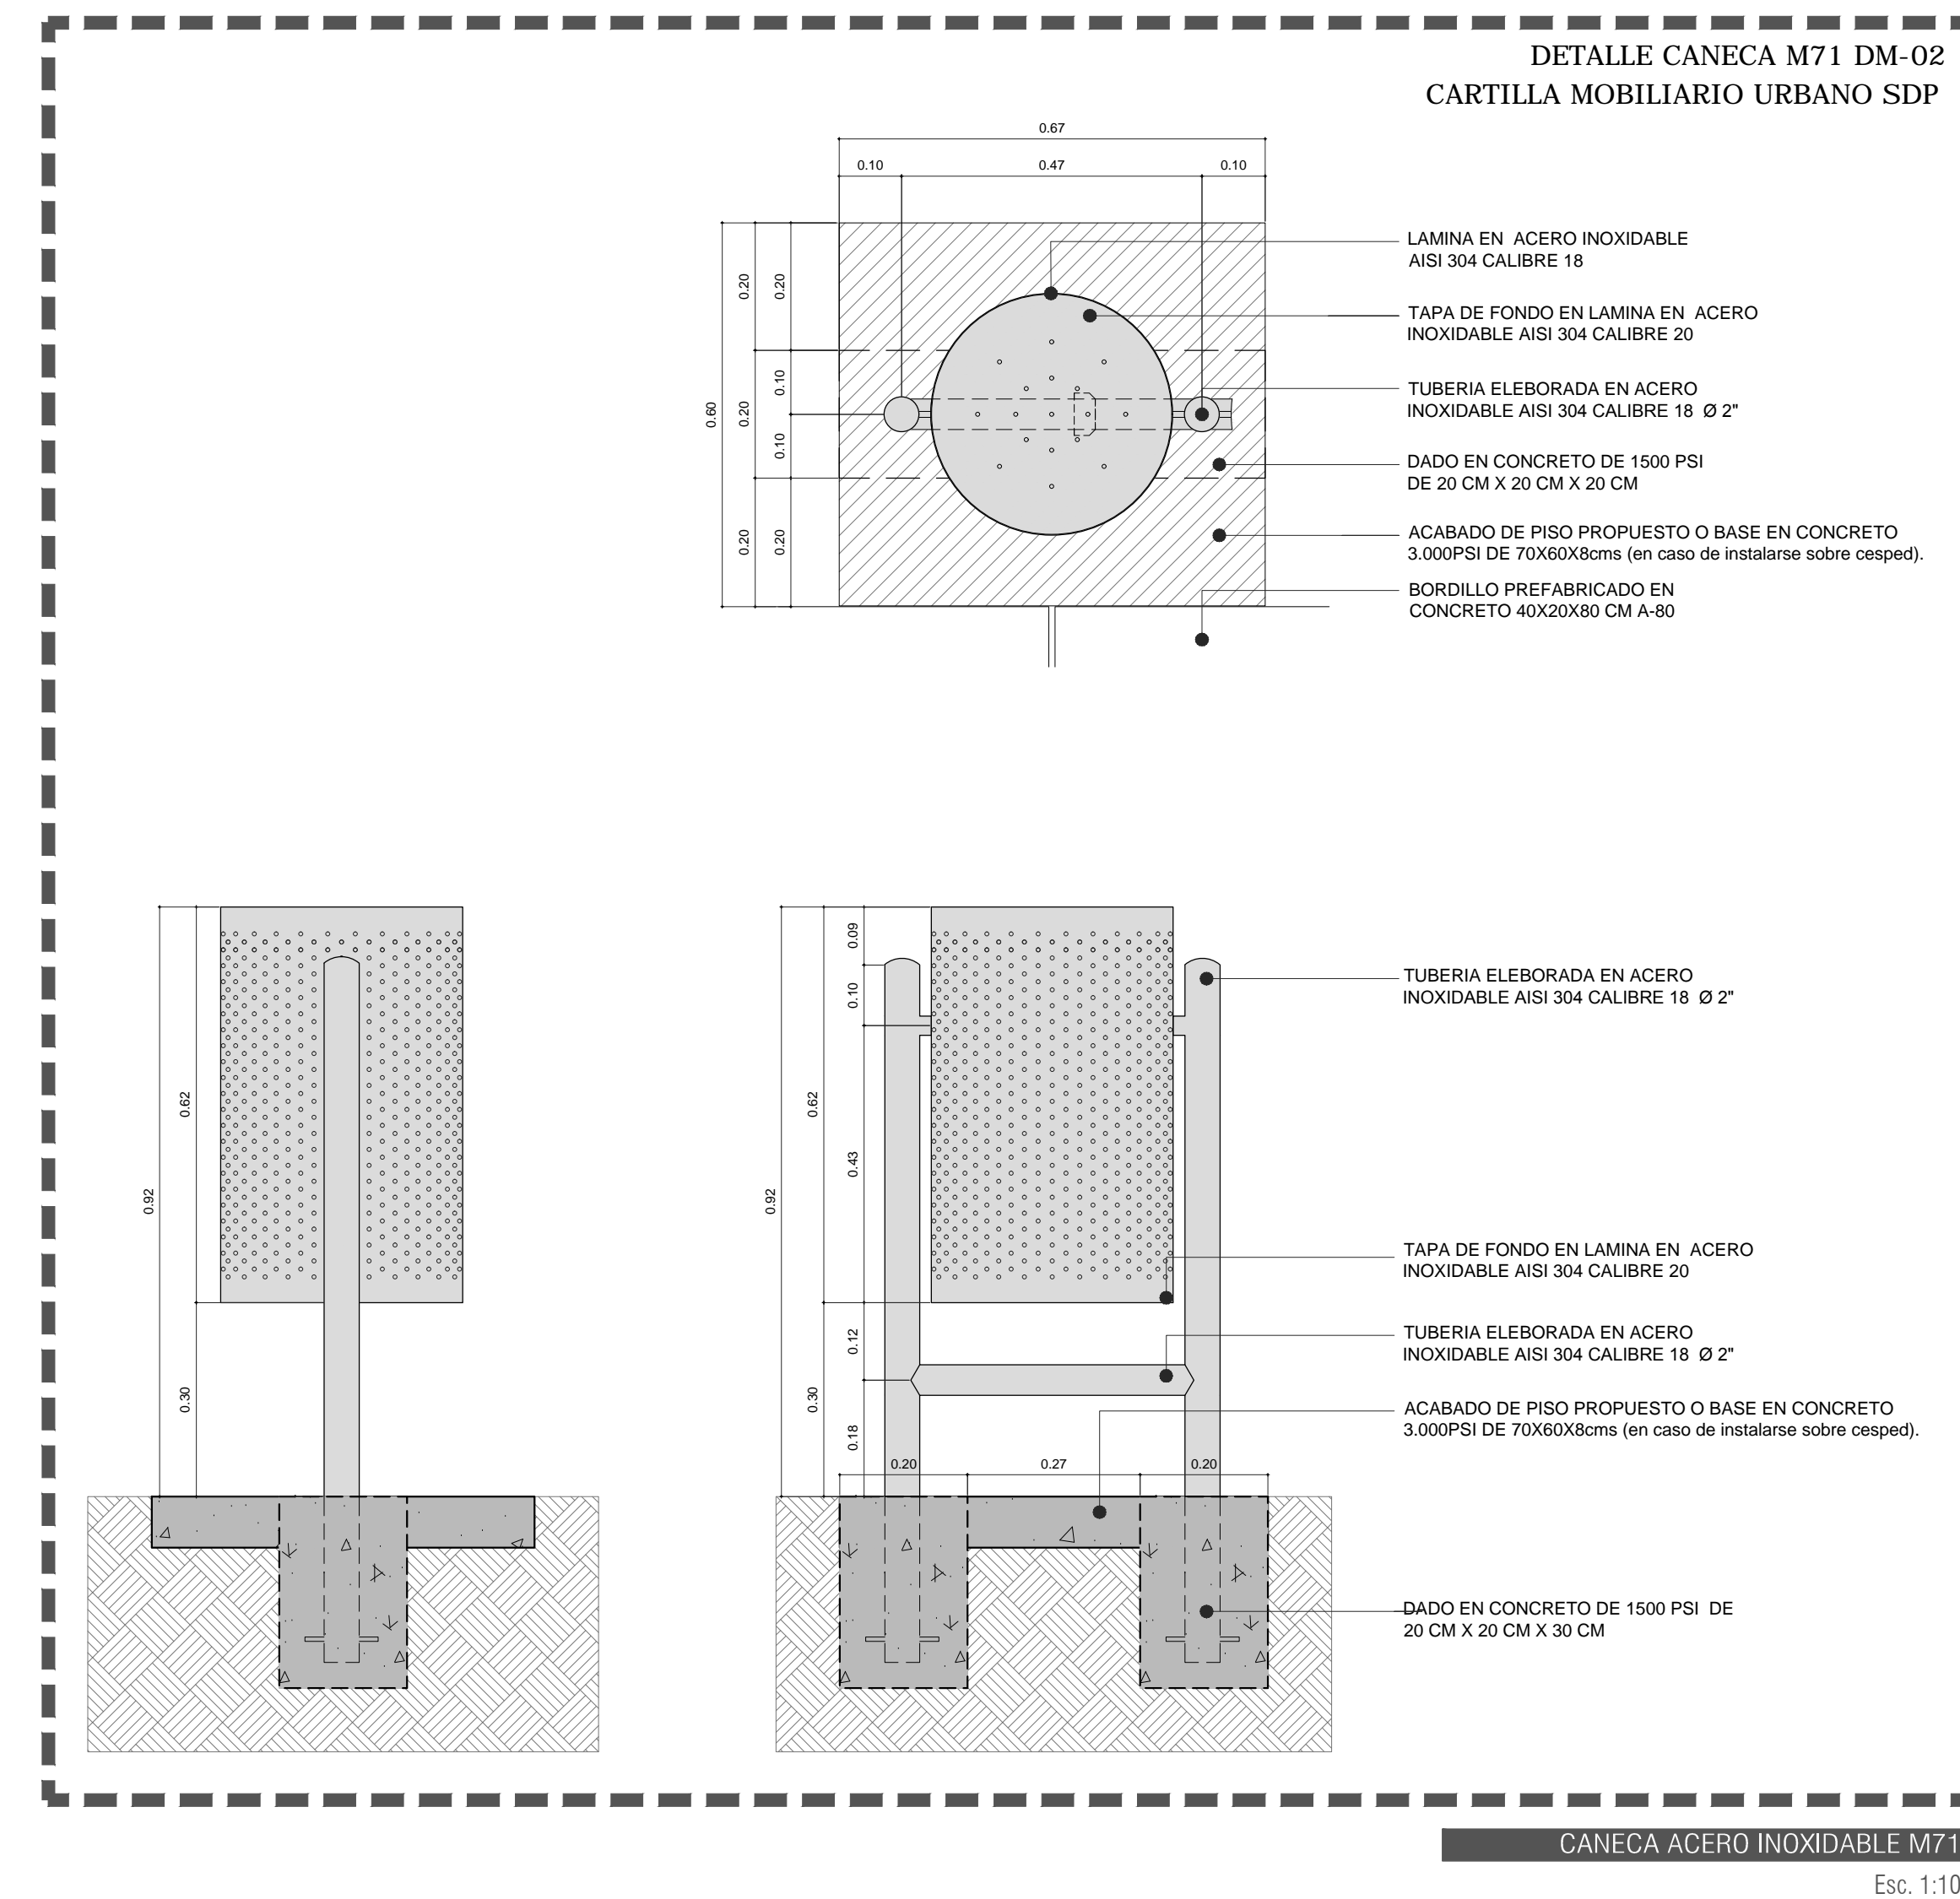 DETALLE CANECA M71 DM-02
CARTILLA MOBILIARIO URBANO SDP
0.67
0.10
0.47
0.10
0.60
0.20
0.20
0.20
0.20
0.10
0.10
0.20
LAMINA EN ACERO INOXIDABLE
AISI 304 CALIBRE 18
TAPA DE FONDO EN LAMINA EN ACERO
INOXIDABLE AISI 304 CALIBRE 20
TUBERIA ELEBORADA EN ACERO
INOXIDABLE AISI 304 CALIBRE 18 Ø 2"
DADO EN CONCRETO DE 1500 PSI
DE 20 CM X 20 CM X 20 CM
ACABADO DE PISO PROPUESTO O BASE EN CONCRETO
3.000PSI DE 70X60X8cms (en caso de instalarse sobre cesped).
BORDILLO PREFABRICADO EN
CONCRETO 40X20X80 CM A-80
0.92
0.62
0.30
0.92
0.62
0.30
0.09
0.10
0.43
0.12
0.18
0.20
0.27
0.20
TUBERIA ELEBORADA EN ACERO
INOXIDABLE AISI 304 CALIBRE 18 Ø 2"
TAPA DE FONDO EN LAMINA EN ACERO
INOXIDABLE AISI 304 CALIBRE 20
TUBERIA ELEBORADA EN ACERO
INOXIDABLE AISI 304 CALIBRE 18 Ø 2"
ACABADO DE PISO PROPUESTO O BASE EN CONCRETO
3.000PSI DE 70X60X8cms (en caso de instalarse sobre cesped).
DADO EN CONCRETO DE 1500 PSI DE
20 CM X 20 CM X 30 CM
CANECA ACERO INOXIDABLE M71
Esc. 1:10